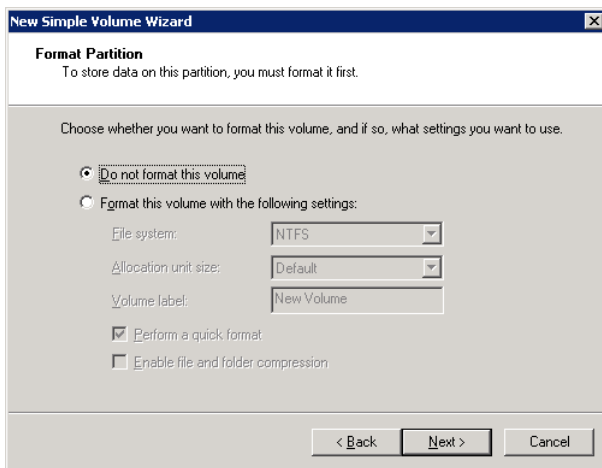 New Simple Volume Wizard
Format Partition
To store data on this partition, you must format it first.
Choose whether you want to format this volume, and if so, what settings you want to use.
Do not format this volume
Format this volume with the following settings:
File system: NTFS
Allocation unit size: Default
Volume label: New Volume
Perform a quick format
Enable file and folder compression
< Back Next > Cancel